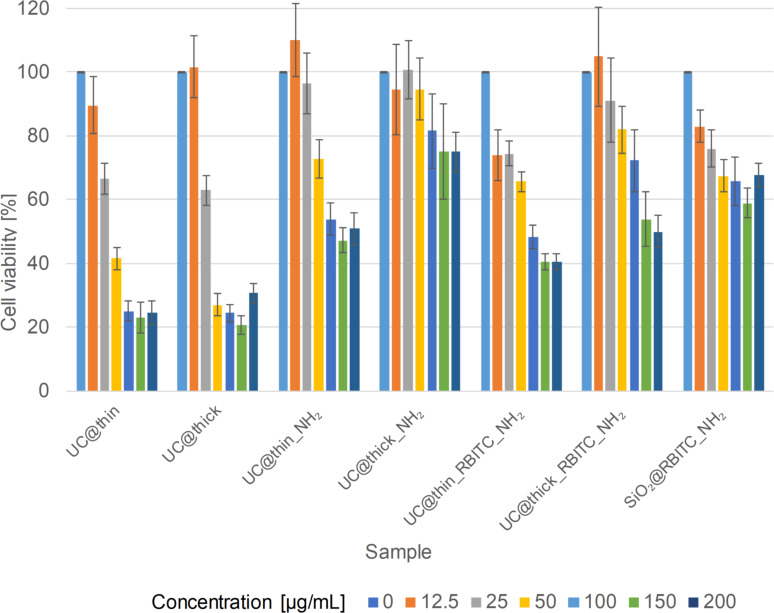 120
100
80
60
40
20
0
Cell viability [%]
UC@thin
UC@thick
UC@thin_NH₂
UC@thick_NH₂
UC@thin_RBITC_NH₂
UC@thick_RBITC_NH₂
SiO₂@RBITC_NH₂
Sample
Concentration [µg/mL] 0 12.5 25 50 100 150 200